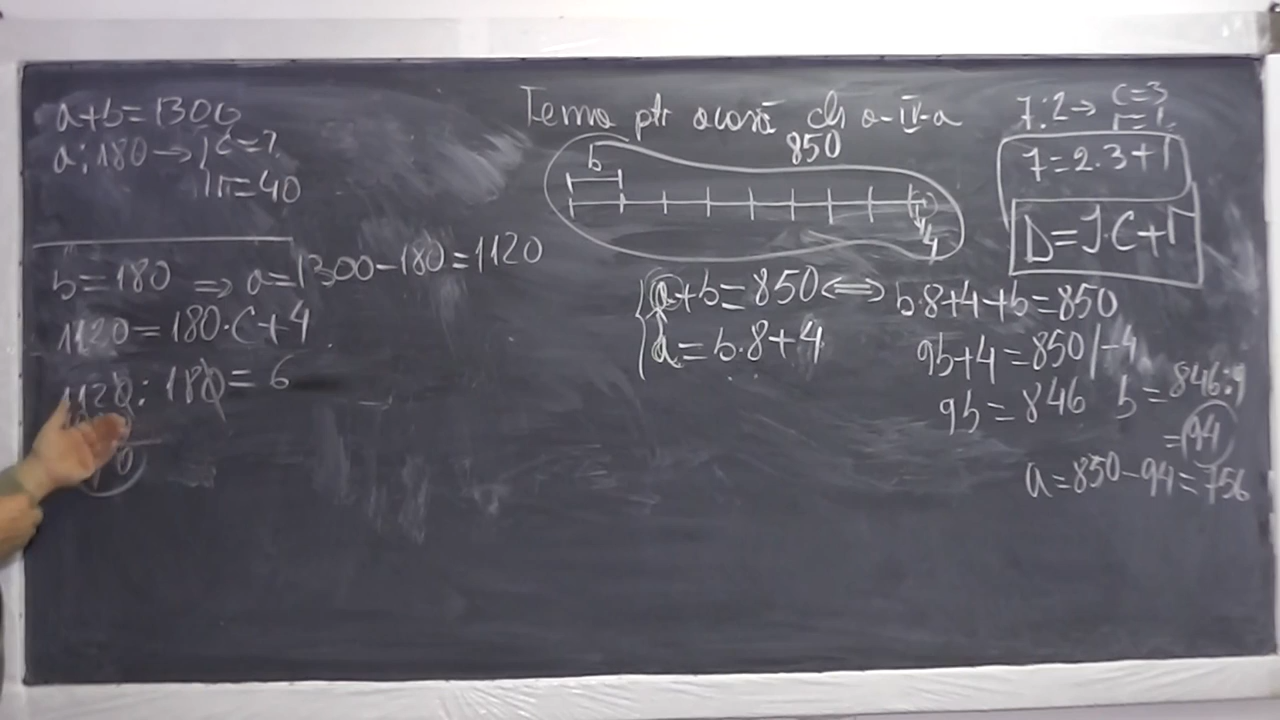 a+b=1300
a:180→ c=?
r=40
b=180 ⇒ a=1300-180=1120
1120=180·c+4
1120:180=6
Temă ptr acasă cls a-IV-a
850
b
4
a+b=850⇔b·8+4+b=850
a=b·8+4
9b+4=850/-4
9b=846 b=846:9
=94
a=850-94=756
7:2→ c=3
r=1
7=2·3+1
D=Î·C+r